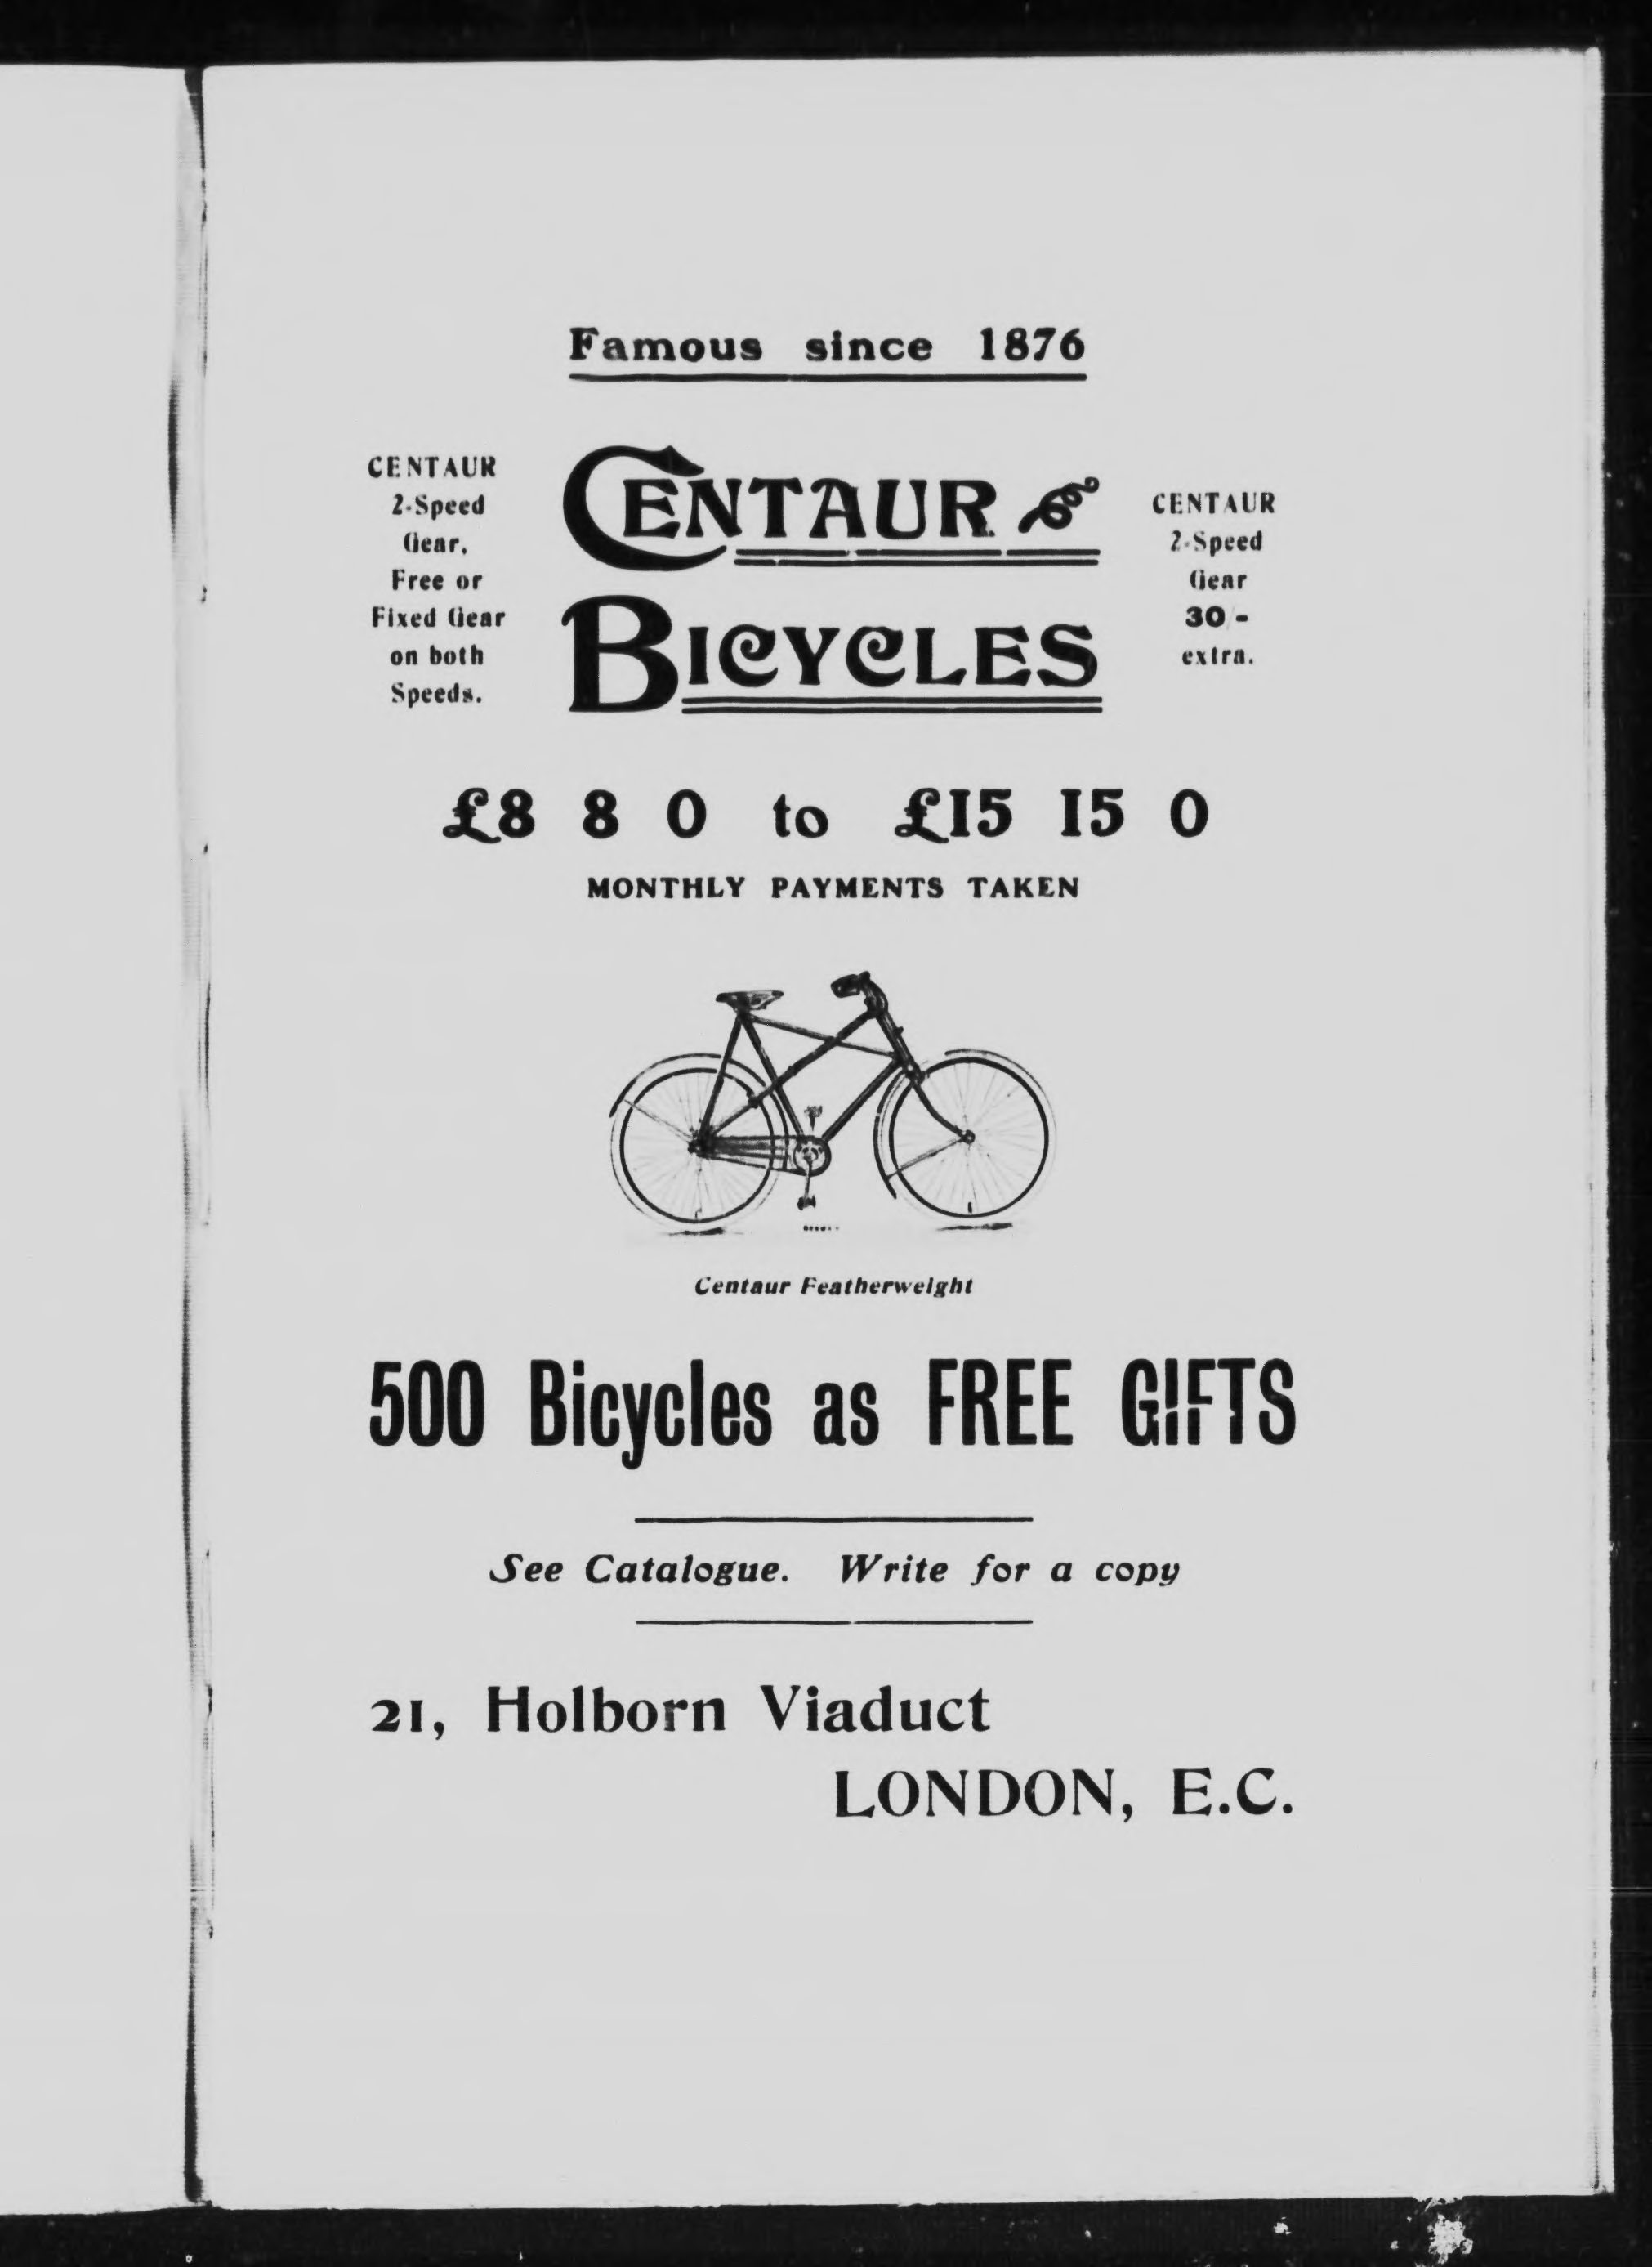 Famous since 1876
CENTAUR
2-Speed
Gear,
Free or
Fixed Gear
on both
Speeds.
CENTAUR
BICYCLES
CENTAUR
2-Speed
Gear
30/-
extra.
£8 8 0 to £15 15 0
MONTHLY PAYMENTS TAKEN
Centaur Featherweight
500 Bicycles as FREE GIFTS
See Catalogue. Write for a copy
21, Holborn Viaduct
LONDON, E.C.